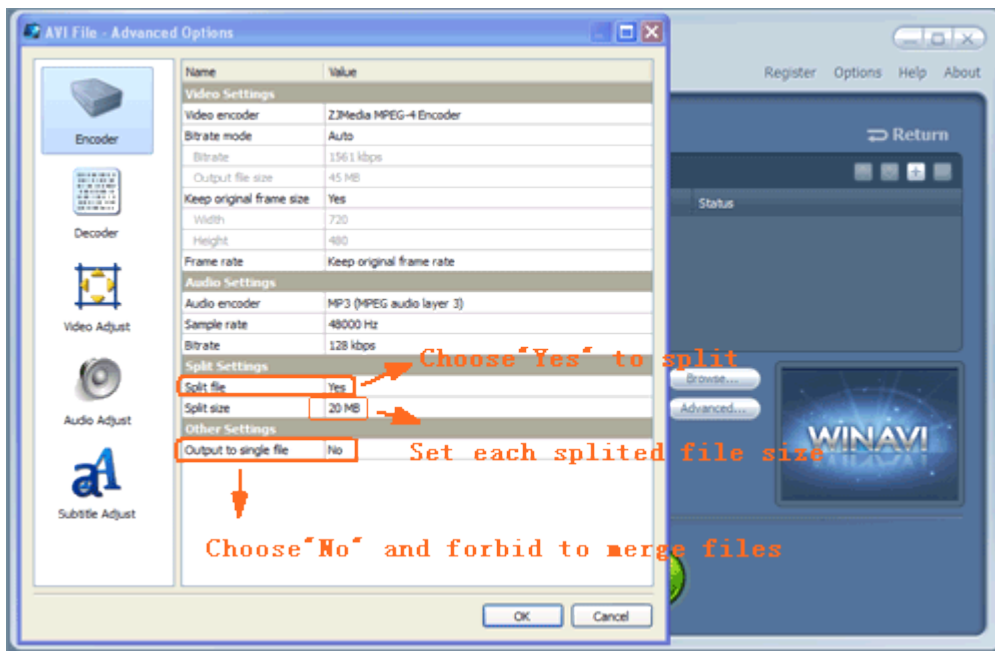 AVI File - Advanced Options
Register Options Help About
Return
Status
Browse...
Advanced...
WINAVI
Encoder
Decoder
Video Adjust
Audio Adjust
Subtitle Adjust
Name Value
Video Settings
Video encoder ZJMedia MPEG-4 Encoder
Bitrate mode Auto
Bitrate 1561 kbps
Output file size 45 MB
Keep original frame size Yes
Width 720
Height 480
Frame rate Keep original frame rate
Audio Settings
Audio encoder MP3 (MPEG audio layer 3)
Sample rate 48000 Hz
Bitrate 128 kbps
Split Settings
Split file Yes
Split size 20 MB
Other Settings
Output to single file No
Choose"Yes" to split
Set each splited file size
Choose"No" and forbid to merge files
OK Cancel